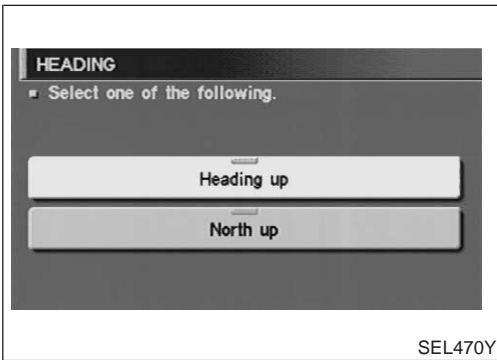 HEADING
Select one of the following.
Heading up
North up
SEL470Y